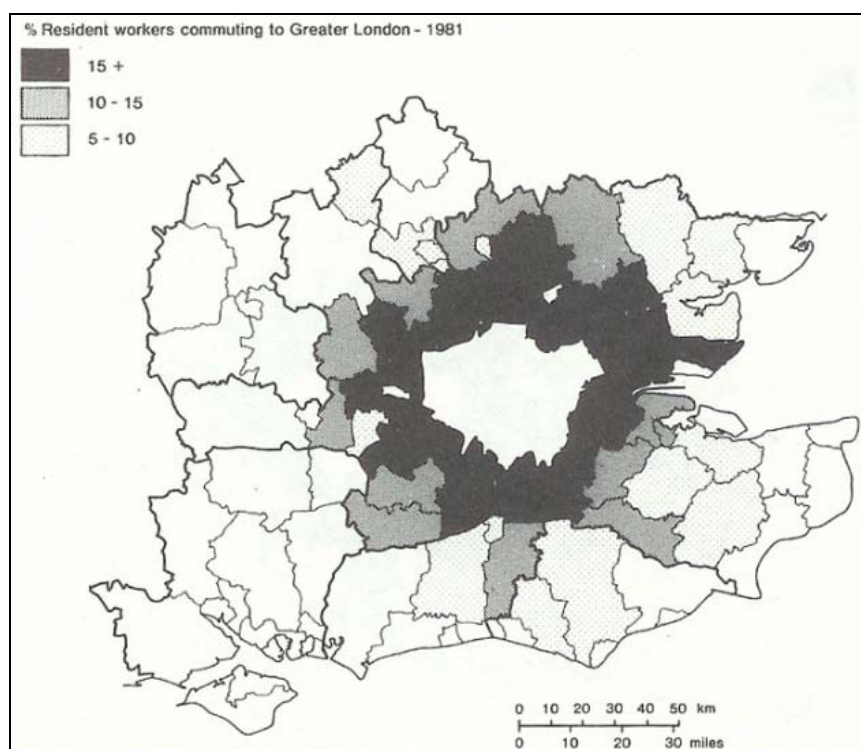 % Resident workers commuting to Greater London - 1981
15 +
10 - 15
5 - 10
0 10 20 30 40 50 km
0 10 20 30 miles